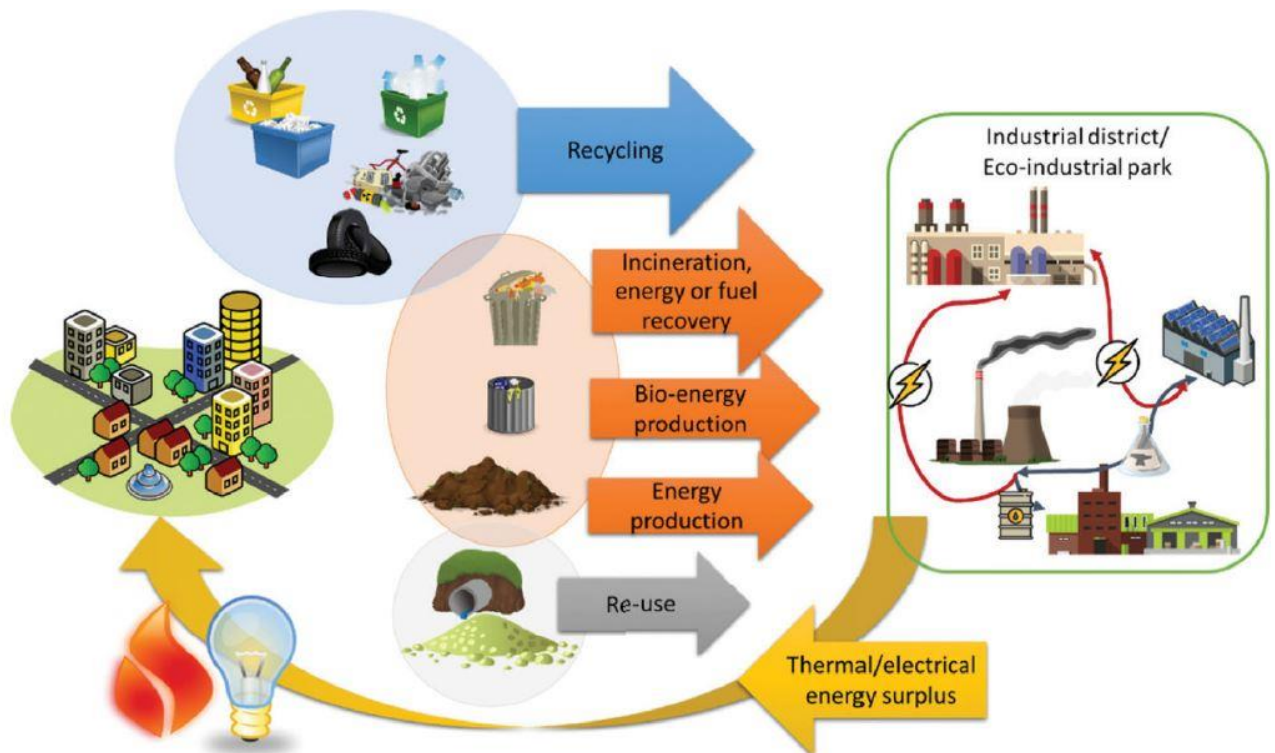 Recycling
Industrial district/
Eco-industrial park
Incineration,
energy or fuel
recovery
Bio-energy
production
Energy
production
6
Re-use
Thermal/electrical
energy surplus